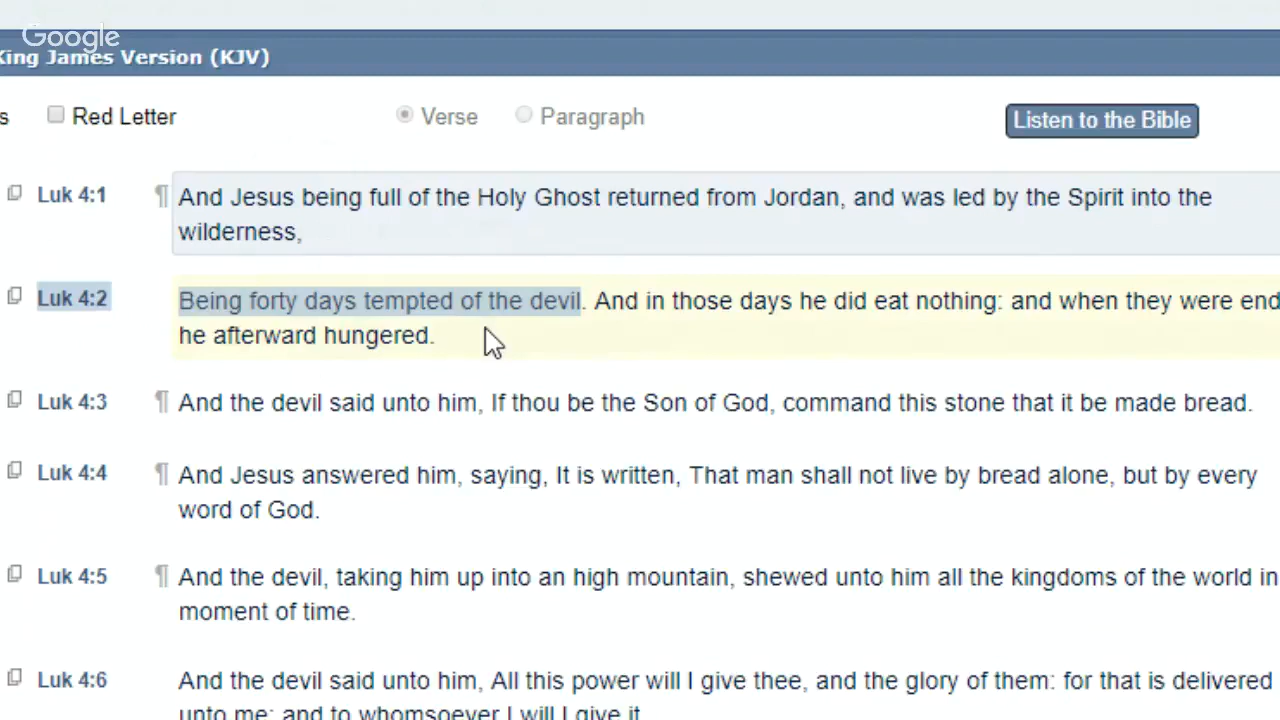 Google
King James Version (KJV)
s Red Letter Verse Paragraph Listen to the Bible
Luk 4:1 ¶ And Jesus being full of the Holy Ghost returned from Jordan, and was led by the Spirit into the
wilderness,
Luk 4:2 Being forty days tempted of the devil. And in those days he did eat nothing: and when they were end
he afterward hungered.
Luk 4:3 ¶ And the devil said unto him, If thou be the Son of God, command this stone that it be made bread.
Luk 4:4 ¶ And Jesus answered him, saying, It is written, That man shall not live by bread alone, but by every
word of God.
Luk 4:5 ¶ And the devil, taking him up into an high mountain, shewed unto him all the kingdoms of the world in
moment of time.
Luk 4:6 And the devil said unto him, All this power will I give thee, and the glory of them: for that is delivered
unto me; and to whomsoever I will I give it